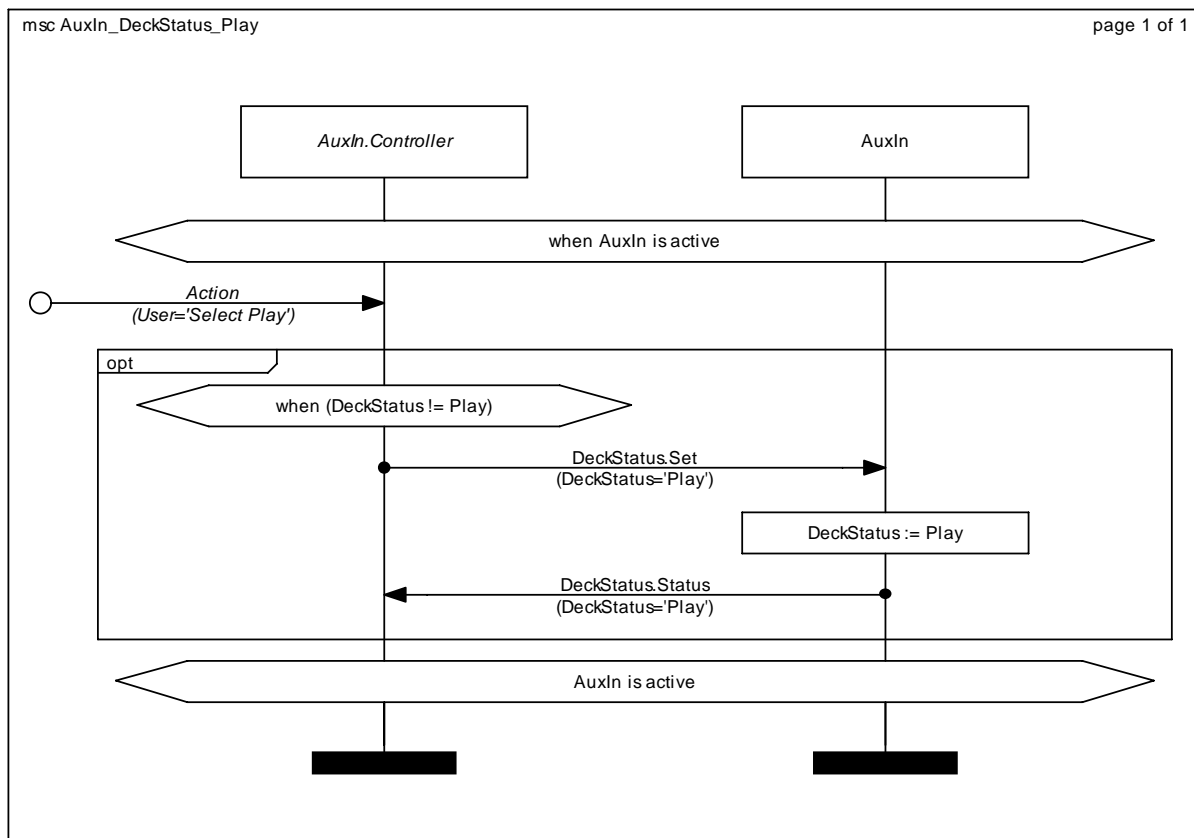 msc AuxIn_DeckStatus_Play
page 1 of 1
AuxIn.Controller
AuxIn
when AuxIn is active
Action
(User='Select Play')
opt
when (DeckStatus != Play)
DeckStatus.Set
(DeckStatus='Play')
DeckStatus := Play
DeckStatus.Status
(DeckStatus='Play')
AuxIn is active